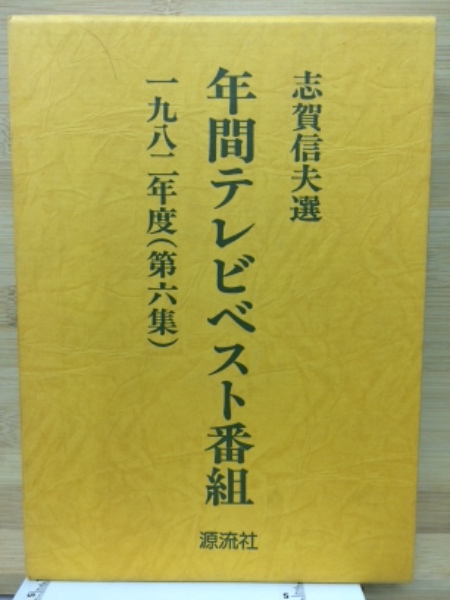 志賀信夫選
年間テレビベスト番組
一九八二年度(第六集)
源流社